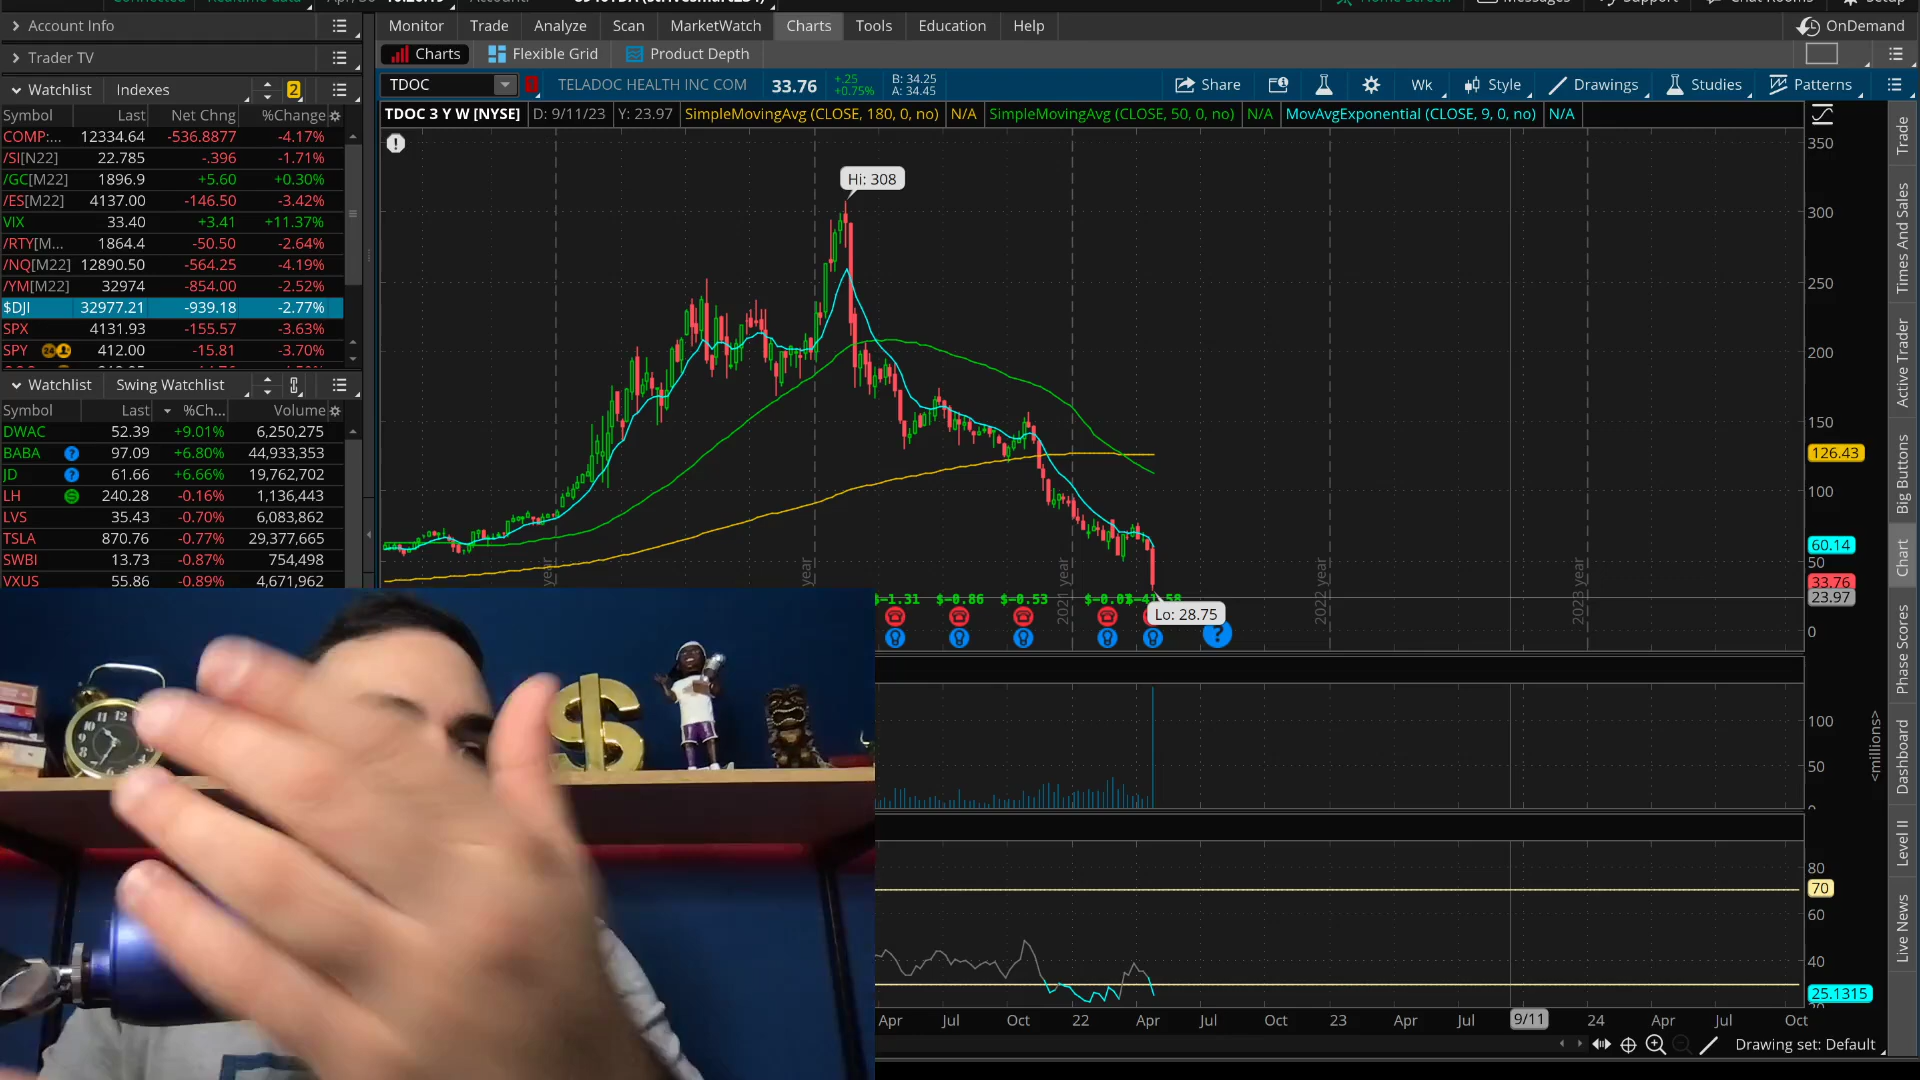 Account Info
Trader TV
Monitor Trade Analyze Scan MarketWatch Charts Tools Education Help OnDemand
Charts Flexible Grid Product Depth
Watchlist Indexes 2
Symbol Last Net Chng %Change
COMP:... 12334.64 -536.8877 -4.17%
/SI[N22] 22.785 -.396 -1.71%
/GC[M22] 1896.9 +5.60 +0.30%
/ES[M22] 4137.00 -146.50 -3.42%
VIX 33.40 +3.41 +11.37%
/RTY[M... 1864.4 -50.50 -2.64%
/NQ[M22] 12890.50 -564.25 -4.19%
/YM[M22] 32974 -854.00 -2.52%
$DJI 32977.21 -939.18 -2.77%
SPX 4131.93 -155.57 -3.63%
SPY 412.00 -15.81 -3.70%
Watchlist Swing Watchlist
Symbol Last %Ch... Volume
DWAC 52.39 +9.01% 6,250,275
BABA 97.09 +6.80% 44,933,353
JD 61.66 +6.66% 19,762,702
LH 240.28 -0.16% 1,136,443
LVS 35.43 -0.70% 6,083,862
TSLA 870.76 -0.77% 29,377,665
SWBI 13.73 -0.87% 754,498
VXUS 55.86 -0.89% 4,671,962
TDOC TELADOC HEALTH INC COM 33.76 +.25 +0.75% B: 34.25 A: 34.45 Share Wk Style Drawings Studies Patterns
TDOC 3 Y W [NYSE] D: 9/11/23 Y: 23.97 SimpleMovingAvg (CLOSE, 180, 0, no) N/A SimpleMovingAvg (CLOSE, 50, 0, no) N/A MovAvgExponential (CLOSE, 9, 0, no) N/A
350
Hi: 308
300
250
200
150
126.43
100
60.14
50
33.76
23.97
0
year
year
2021 year
2022 year
2023 year
$-1.31 $-0.86 $-0.53
Lo: 28.75
100
50
<millions>
80
70
60
40
25.1315
Apr Jul Oct 22 Apr Jul Oct 23 Apr Jul 9/11 24 Apr Jul Oct
Drawing set: Default
Trade
Times And Sales
Active Trader
Big Buttons
Chart
Phase Scores
Dashboard
Level II
Live News